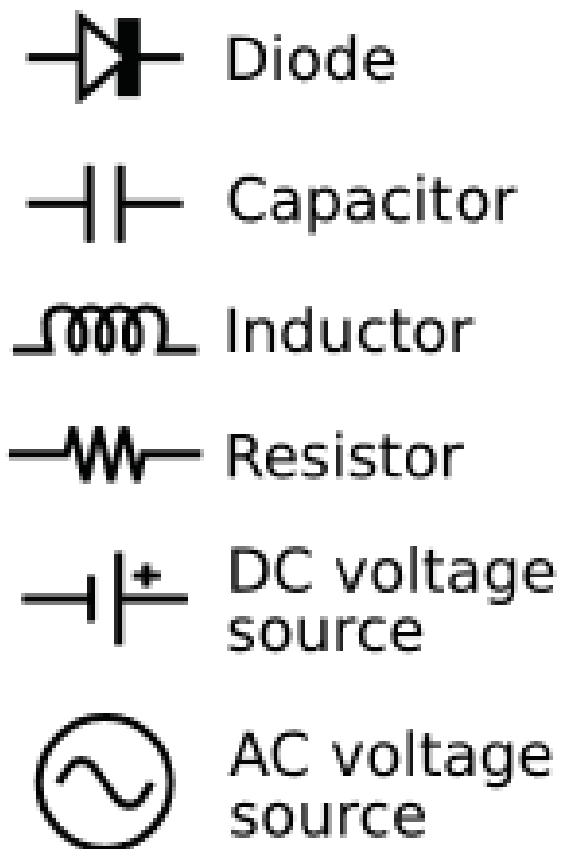 Diode
Capacitor
Inductor
Resistor
+ DC voltage
source
AC voltage
source